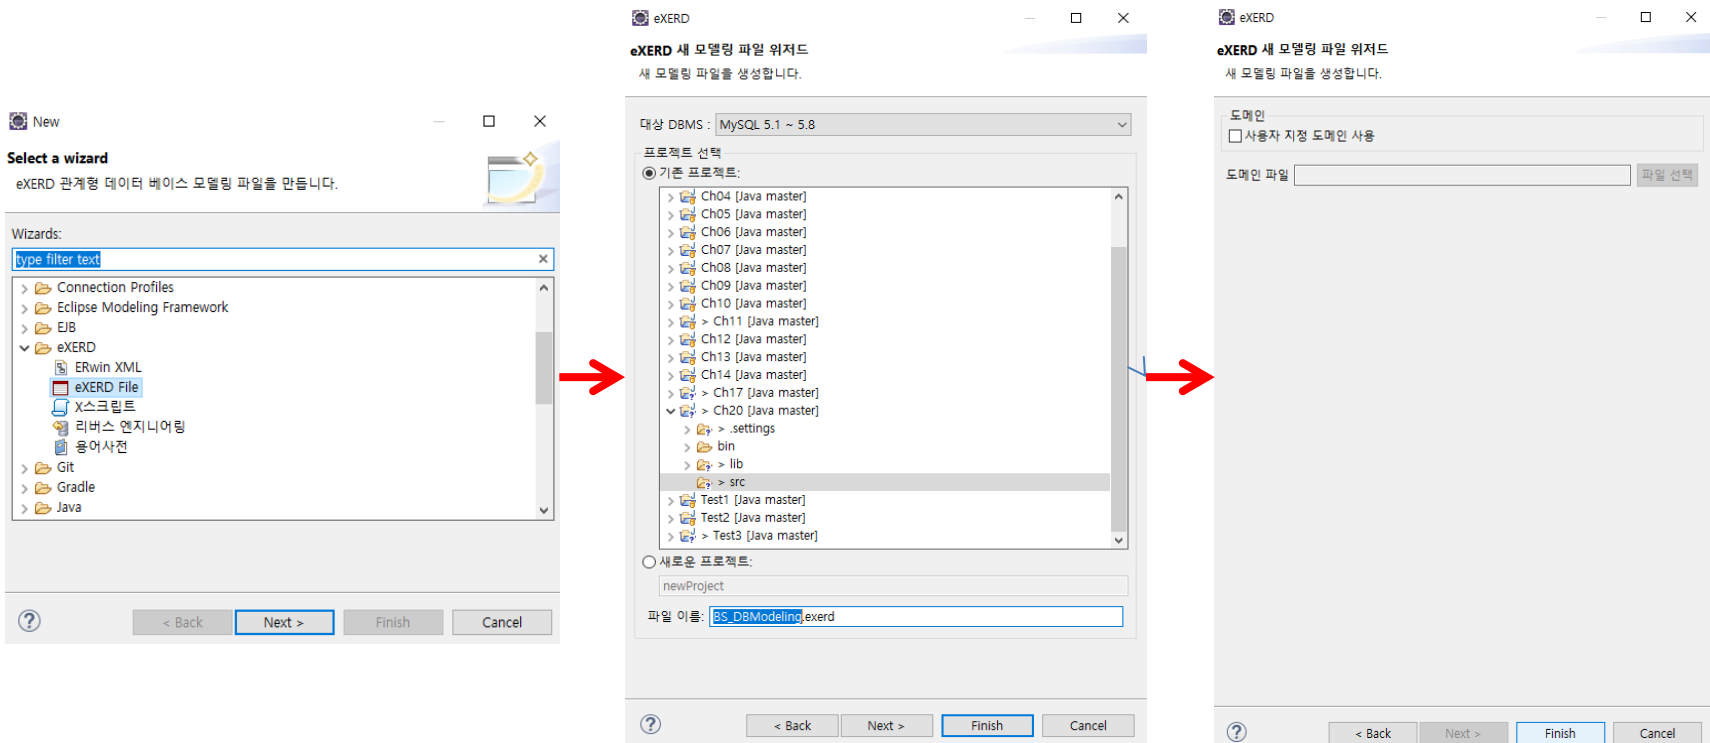 New
Select a wizard
eXERD 관계형 데이터 베이스 모델링 파일을 만듭니다.
Wizards:
type filter text
Connection Profiles
Eclipse Modeling Framework
EJB
eXERD
ERwin XML
eXERD File
X스크립트
리버스 엔지니어링
용어사전
Git
Gradle
Java
< Back
Next >
Finish
Cancel
eXERD
eXERD 새 모델링 파일 위저드
새 모델링 파일을 생성합니다.
대상 DBMS : MySQL 5.1 ~ 5.8
프로젝트 선택
기존 프로젝트:
Ch04 [Java master]
Ch05 [Java master]
Ch06 [Java master]
Ch07 [Java master]
Ch08 [Java master]
Ch09 [Java master]
Ch10 [Java master]
> Ch11 [Java master]
Ch12 [Java master]
Ch13 [Java master]
Ch14 [Java master]
> Ch17 [Java master]
> Ch20 [Java master]
> .settings
bin
> lib
> src
Test1 [Java master]
Test2 [Java master]
> Test3 [Java master]
새로운 프로젝트:
newProject
파일 이름: BS_DBModeling.exerd
< Back
Next >
Finish
Cancel
eXERD
eXERD 새 모델링 파일 위저드
새 모델링 파일을 생성합니다.
도메인
사용자 지정 도메인 사용
도메인 파일
파일 선택
< Back
Next >
Finish
Cancel